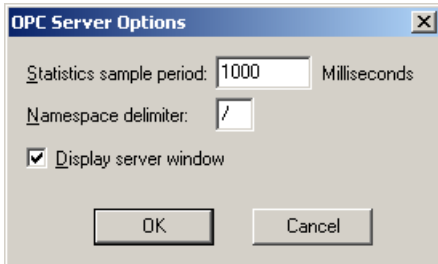 OPC Server Options
Statistics sample period: 1000 Milliseconds
Namespace delimiter: /
Display server window
OK Cancel